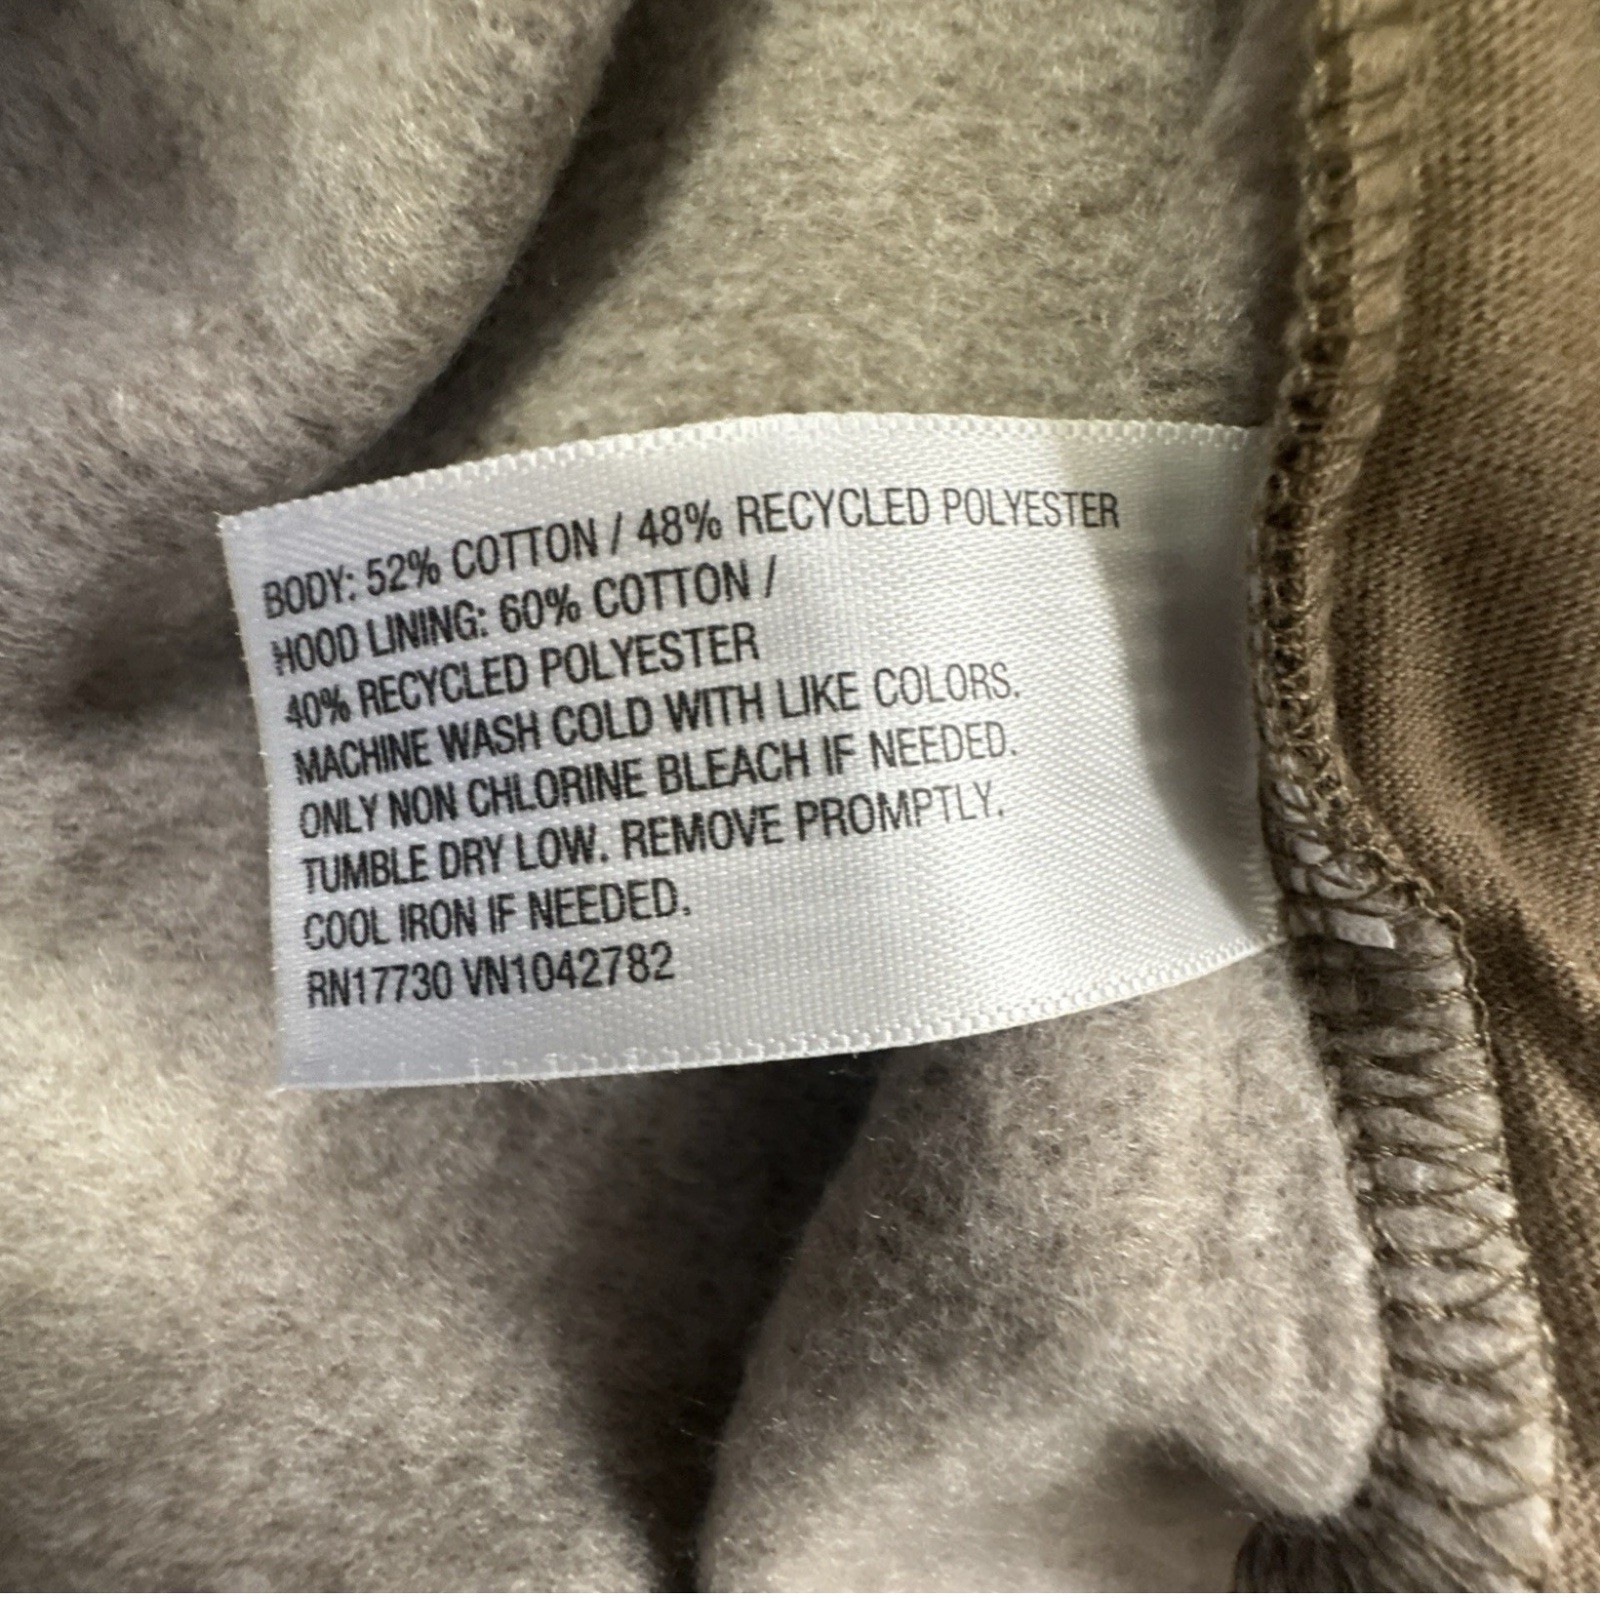 BODY: 52% COTTON / 48% RECYCLED POLYESTER
HOOD LINING: 60% COTTON /
40% RECYCLED POLYESTER
MACHINE WASH COLD WITH LIKE COLORS.
ONLY NON CHLORINE BLEACH IF NEEDED.
TUMBLE DRY LOW. REMOVE PROMPTLY.
COOL IRON IF NEEDED.
RN17730 VN1042782